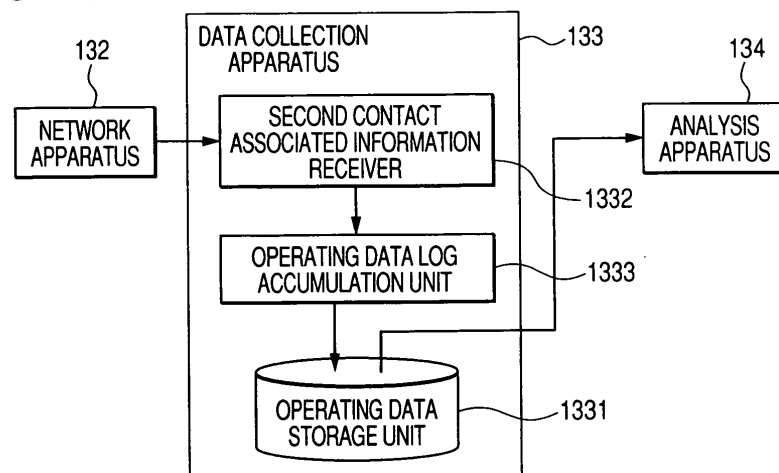 DATA COLLECTION
APPARATUS
133
132
134
NETWORK
APPARATUS
SECOND CONTACT
ASSOCIATED INFORMATION
RECEIVER
ANALYSIS
APPARATUS
1332
OPERATING DATA LOG
ACCUMULATION UNIT
1333
OPERATING DATA
STORAGE UNIT
1331